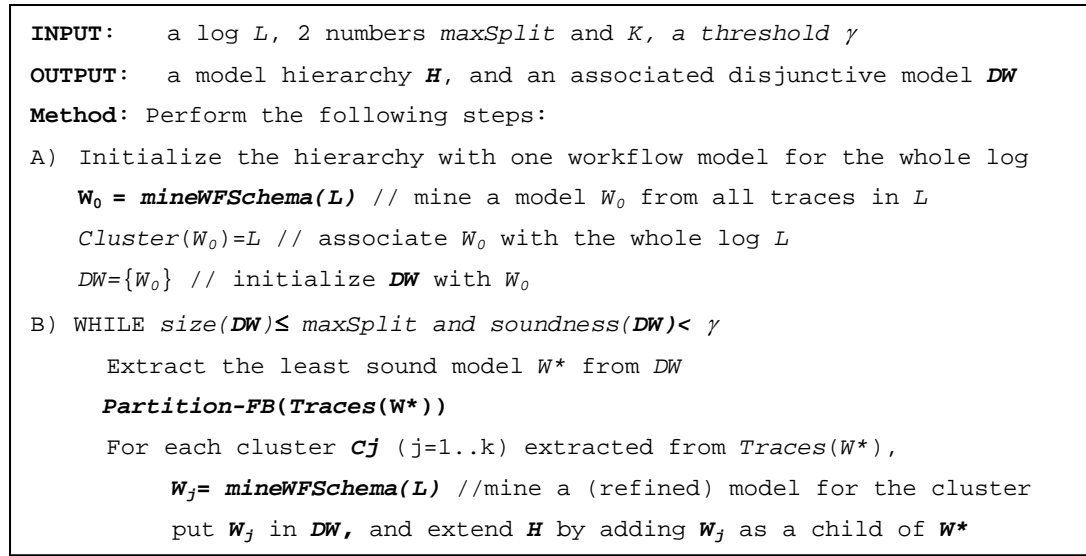 INPUT: a log L, 2 numbers maxSplit and K, a threshold γ
OUTPUT: a model hierarchy H, and an associated disjunctive model DW
Method: Perform the following steps:
A) Initialize the hierarchy with one workflow model for the whole log
W₀ = mineWFSchema(L) // mine a model W₀ from all traces in L
Cluster(W₀)=L // associate W₀ with the whole log L
DW={W₀} // initialize DW with W₀
B) WHILE size(DW)≤ maxSplit and soundness(DW)< γ
Extract the least sound model W* from DW
Partition-FB(Traces(W*))
For each cluster Cj (j=1..k) extracted from Traces(W*),
Wⱼ= mineWFSchema(L) //mine a (refined) model for the cluster
put Wⱼ in DW, and extend H by adding Wⱼ as a child of W*